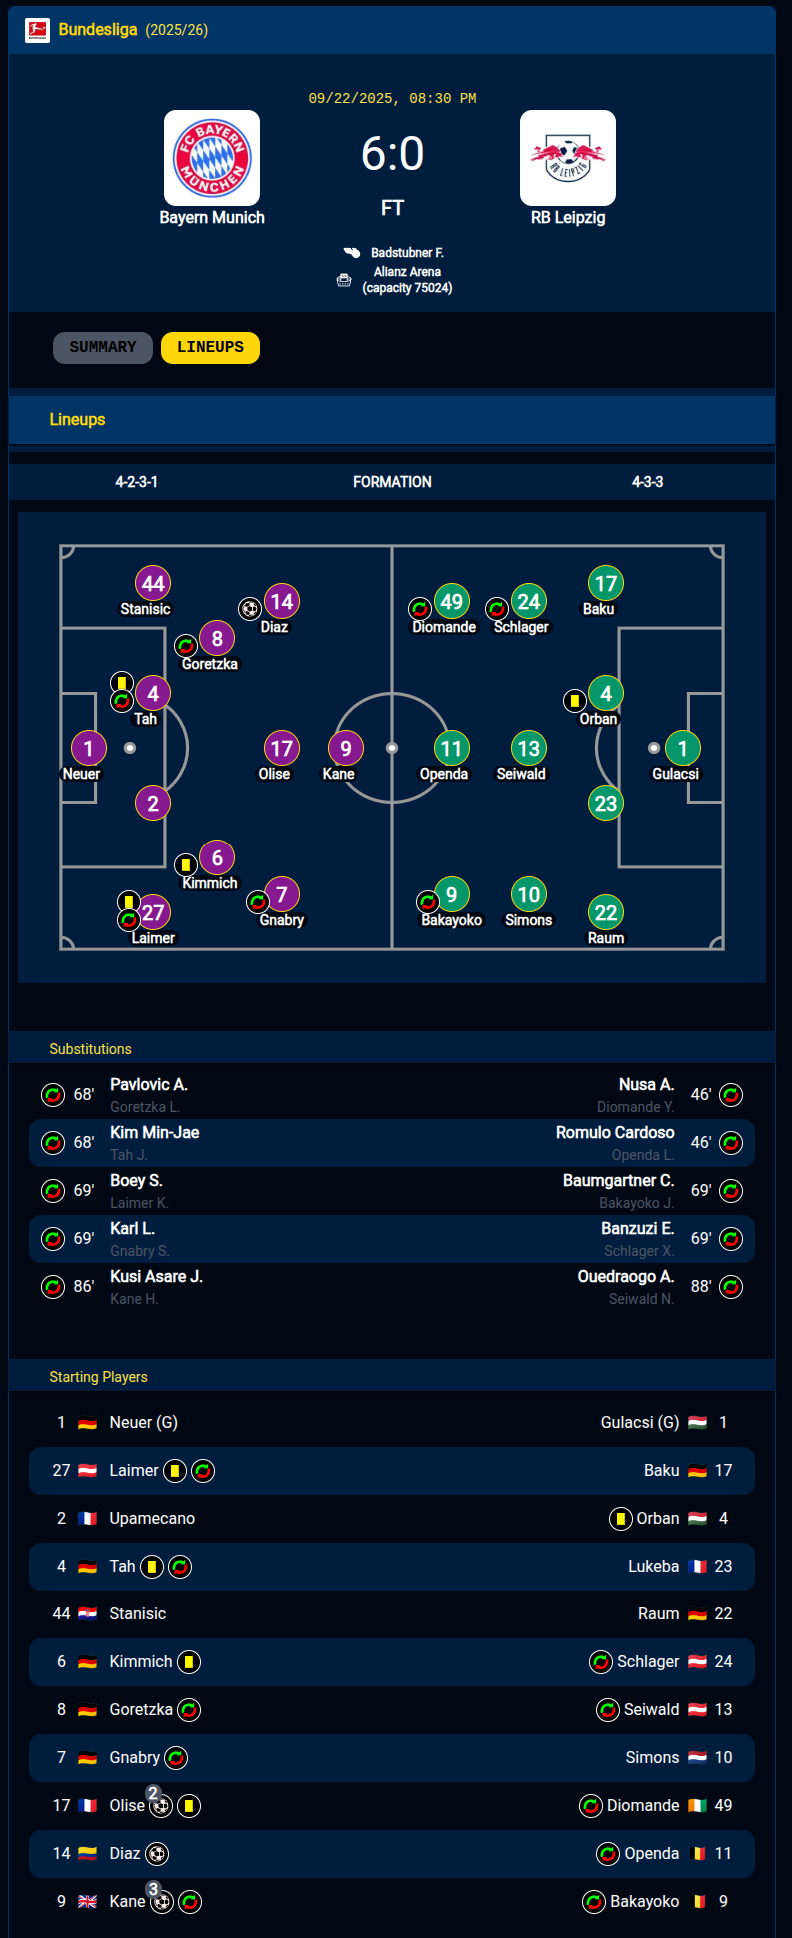 Bundesliga (2025/26)
09/22/2025, 08:30 PM
FC BAYERN
MÜNCHEN
6:0
RB LEIPZIG
FT
Bayern Munich
RB Leipzig
Badstubner F.
Alianz Arena
(capacity 75024)
SUMMARY
LINEUPS
Lineups
4-2-3-1 FORMATION 4-3-3
44
Stanisic
14
Diaz
49
Diomande
24
Schlager
17
Baku
8
Goretzka
4
Tah
4
Orban
1
Neuer
17
Olise
9
Kane
11
Openda
13
Seiwald
1
Gulacsi
2
23
6
Kimmich
7
Gnabry
9
Bakayoko
10
Simons
27
Laimer
22
Raum
Substitutions
68' Pavlovic A.
Goretzka L.
Nusa A. 46'
Diomande Y.
68' Kim Min-Jae
Tah J.
Romulo Cardoso 46'
Openda L.
69' Boey S.
Laimer K.
Baumgartner C. 69'
Bakayoko J.
69' Karl L.
Gnabry S.
Banzuzi E. 69'
Schlager X.
86' Kusi Asare J.
Kane H.
Ouedraogo A. 88'
Seiwald N.
Starting Players
1 Neuer (G) Gulacsi (G) 1
27 Laimer Baku 17
2 Upamecano Orban 4
4 Tah Lukeba 23
44 Stanisic Raum 22
6 Kimmich Schlager 24
8 Goretzka Seiwald 13
7 Gnabry Simons 10
17 Olise 2 Diomande 49
14 Diaz Openda 11
9 Kane 3 Bakayoko 9